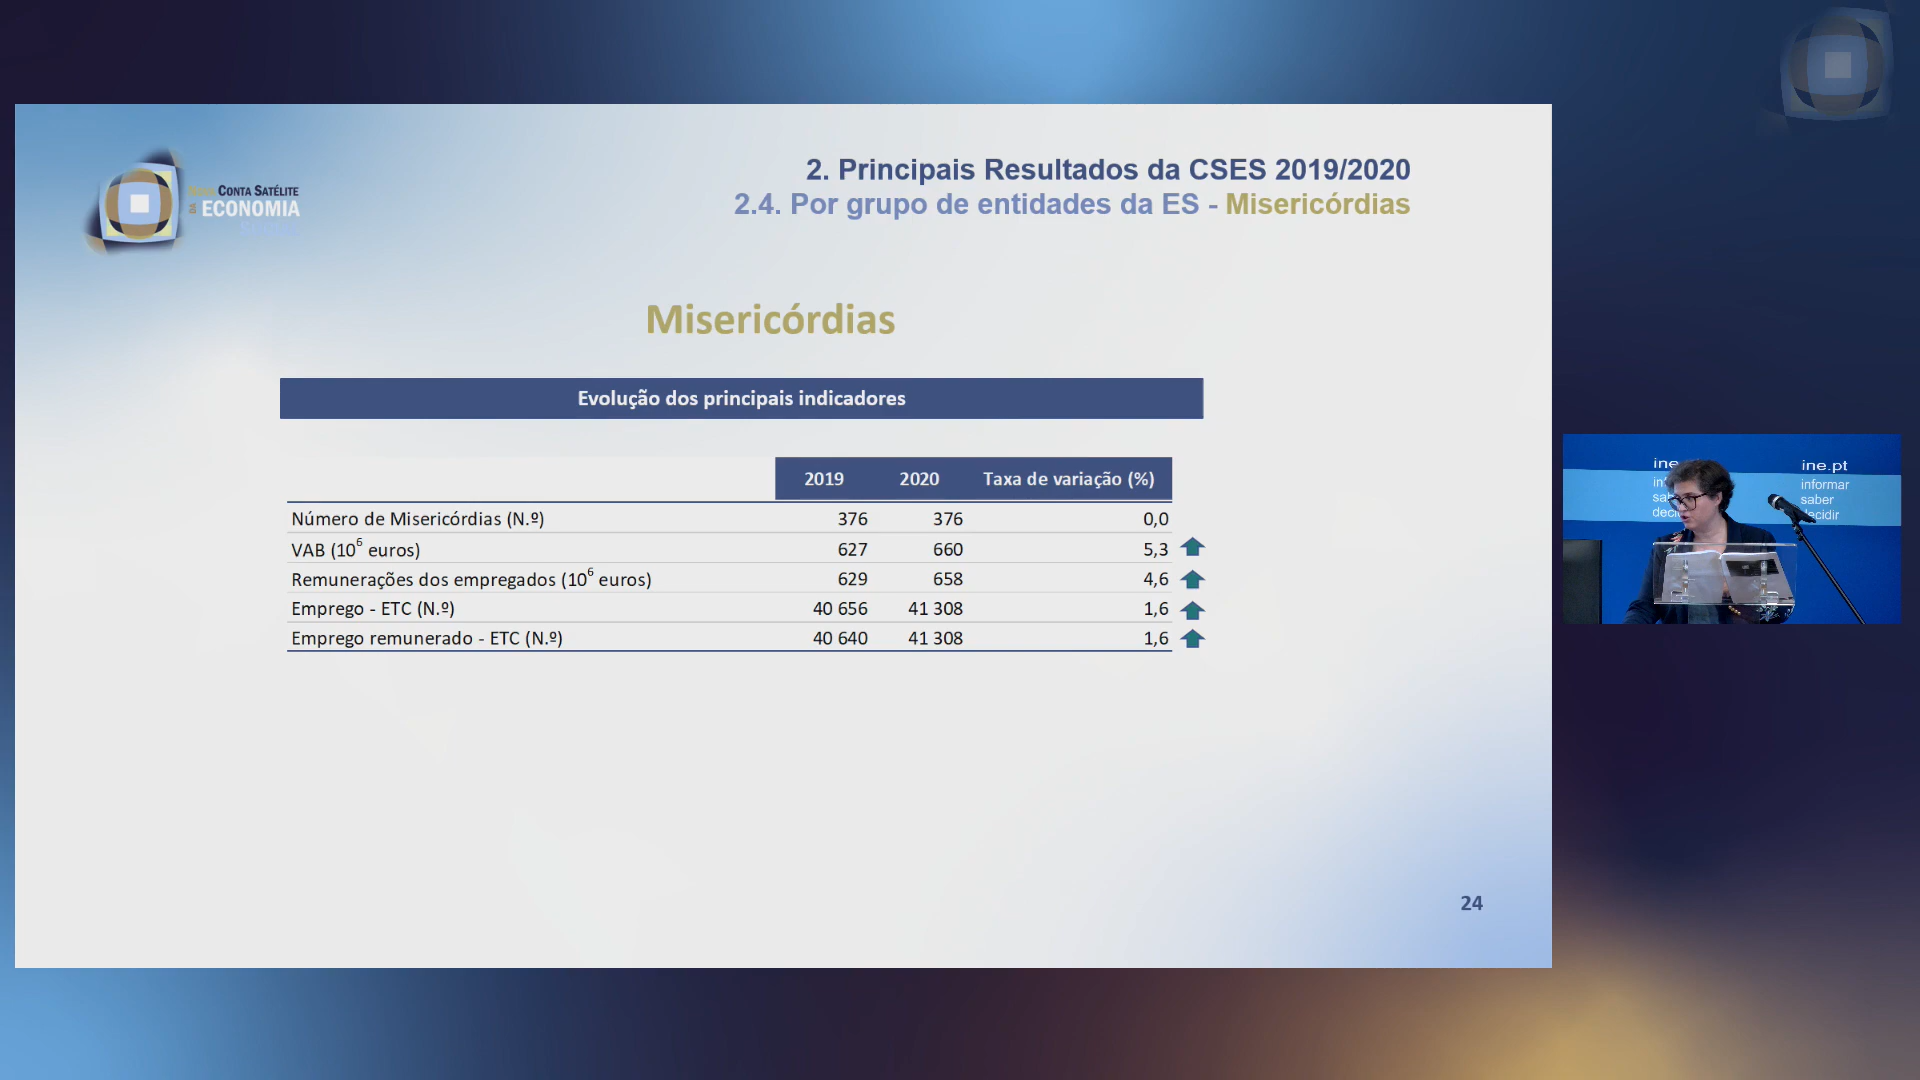 CONTA SATÉLITE
DA ECONOMIA
2. Principais Resultados da CSES 2019/2020
2.4. Por grupo de entidades da ES - Misericórdias
Misericórdias
Evolução dos principais indicadores
2019 2020 Taxa de variação (%)
Número de Misericórdias (N.º) 376 376 0,0
VAB (10⁶ euros) 627 660 5,3
Remunerações dos empregados (10⁶ euros) 629 658 4,6
Emprego - ETC (N.º) 40 656 41 308 1,6
Emprego remunerado - ETC (N.º) 40 640 41 308 1,6
24
ine.pt
informar
saber